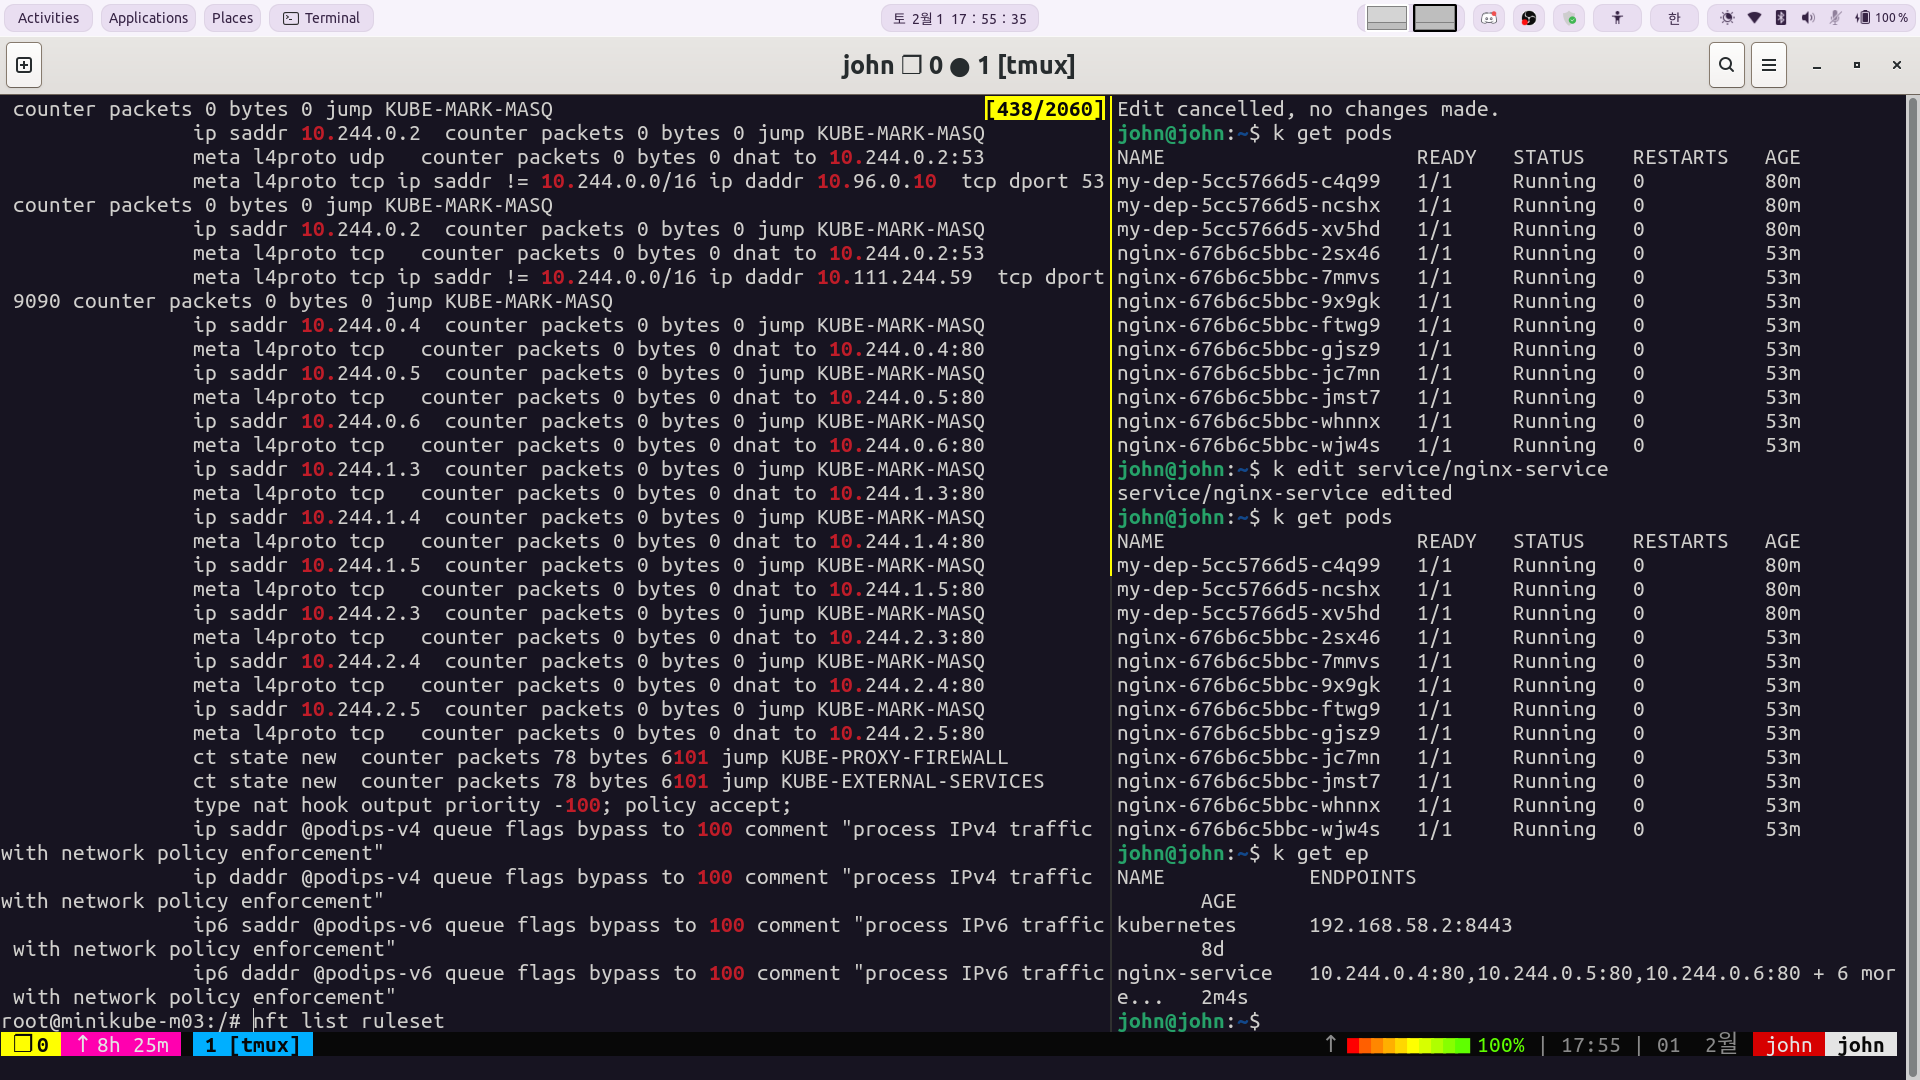 Activities Applications Places Terminal 토 2월 1 17 : 55 : 35 한 100 %
john ❐ 0 ● 1 [tmux]
counter packets 0 bytes 0 jump KUBE-MARK-MASQ [438/2060]
ip saddr 10.244.0.2 counter packets 0 bytes 0 jump KUBE-MARK-MASQ
meta l4proto udp counter packets 0 bytes 0 dnat to 10.244.0.2:53
meta l4proto tcp ip saddr != 10.244.0.0/16 ip daddr 10.96.0.10 tcp dport 53
counter packets 0 bytes 0 jump KUBE-MARK-MASQ
ip saddr 10.244.0.2 counter packets 0 bytes 0 jump KUBE-MARK-MASQ
meta l4proto tcp counter packets 0 bytes 0 dnat to 10.244.0.2:53
meta l4proto tcp ip saddr != 10.244.0.0/16 ip daddr 10.111.244.59 tcp dport
9090 counter packets 0 bytes 0 jump KUBE-MARK-MASQ
ip saddr 10.244.0.4 counter packets 0 bytes 0 jump KUBE-MARK-MASQ
meta l4proto tcp counter packets 0 bytes 0 dnat to 10.244.0.4:80
ip saddr 10.244.0.5 counter packets 0 bytes 0 jump KUBE-MARK-MASQ
meta l4proto tcp counter packets 0 bytes 0 dnat to 10.244.0.5:80
ip saddr 10.244.0.6 counter packets 0 bytes 0 jump KUBE-MARK-MASQ
meta l4proto tcp counter packets 0 bytes 0 dnat to 10.244.0.6:80
ip saddr 10.244.1.3 counter packets 0 bytes 0 jump KUBE-MARK-MASQ
meta l4proto tcp counter packets 0 bytes 0 dnat to 10.244.1.3:80
ip saddr 10.244.1.4 counter packets 0 bytes 0 jump KUBE-MARK-MASQ
meta l4proto tcp counter packets 0 bytes 0 dnat to 10.244.1.4:80
ip saddr 10.244.1.5 counter packets 0 bytes 0 jump KUBE-MARK-MASQ
meta l4proto tcp counter packets 0 bytes 0 dnat to 10.244.1.5:80
ip saddr 10.244.2.3 counter packets 0 bytes 0 jump KUBE-MARK-MASQ
meta l4proto tcp counter packets 0 bytes 0 dnat to 10.244.2.3:80
ip saddr 10.244.2.4 counter packets 0 bytes 0 jump KUBE-MARK-MASQ
meta l4proto tcp counter packets 0 bytes 0 dnat to 10.244.2.4:80
ip saddr 10.244.2.5 counter packets 0 bytes 0 jump KUBE-MARK-MASQ
meta l4proto tcp counter packets 0 bytes 0 dnat to 10.244.2.5:80
ct state new counter packets 78 bytes 6101 jump KUBE-PROXY-FIREWALL
ct state new counter packets 78 bytes 6101 jump KUBE-EXTERNAL-SERVICES
type nat hook output priority -100; policy accept;
ip saddr @podips-v4 queue flags bypass to 100 comment "process IPv4 traffic
with network policy enforcement"
ip daddr @podips-v4 queue flags bypass to 100 comment "process IPv4 traffic
with network policy enforcement"
ip6 saddr @podips-v6 queue flags bypass to 100 comment "process IPv6 traffic
with network policy enforcement"
ip6 daddr @podips-v6 queue flags bypass to 100 comment "process IPv6 traffic
with network policy enforcement"
root@minikube-m03:/# nft list ruleset
Edit cancelled, no changes made.
john@john:~$ k get pods
NAME READY STATUS RESTARTS AGE
my-dep-5cc5766d5-c4q99 1/1 Running 0 80m
my-dep-5cc5766d5-ncshx 1/1 Running 0 80m
my-dep-5cc5766d5-xv5hd 1/1 Running 0 80m
nginx-676b6c5bbc-2sx46 1/1 Running 0 53m
nginx-676b6c5bbc-7mmvs 1/1 Running 0 53m
nginx-676b6c5bbc-9x9gk 1/1 Running 0 53m
nginx-676b6c5bbc-ftwg9 1/1 Running 0 53m
nginx-676b6c5bbc-gjsz9 1/1 Running 0 53m
nginx-676b6c5bbc-jc7mn 1/1 Running 0 53m
nginx-676b6c5bbc-jmst7 1/1 Running 0 53m
nginx-676b6c5bbc-whnnx 1/1 Running 0 53m
nginx-676b6c5bbc-wjw4s 1/1 Running 0 53m
john@john:~$ k edit service/nginx-service
service/nginx-service edited
john@john:~$ k get pods
NAME READY STATUS RESTARTS AGE
my-dep-5cc5766d5-c4q99 1/1 Running 0 80m
my-dep-5cc5766d5-ncshx 1/1 Running 0 80m
my-dep-5cc5766d5-xv5hd 1/1 Running 0 80m
nginx-676b6c5bbc-2sx46 1/1 Running 0 53m
nginx-676b6c5bbc-7mmvs 1/1 Running 0 53m
nginx-676b6c5bbc-9x9gk 1/1 Running 0 53m
nginx-676b6c5bbc-ftwg9 1/1 Running 0 53m
nginx-676b6c5bbc-gjsz9 1/1 Running 0 53m
nginx-676b6c5bbc-jc7mn 1/1 Running 0 53m
nginx-676b6c5bbc-jmst7 1/1 Running 0 53m
nginx-676b6c5bbc-whnnx 1/1 Running 0 53m
nginx-676b6c5bbc-wjw4s 1/1 Running 0 53m
john@john:~$ k get ep
NAME ENDPOINTS
AGE
kubernetes 192.168.58.2:8443
8d
nginx-service 10.244.0.4:80,10.244.0.5:80,10.244.0.6:80 + 6 mor
e... 2m4s
john@john:~$
❐ 0 ↑ 8h 25m 1 [tmux] ↑ 100% | 17:55 | 01 2월 john john